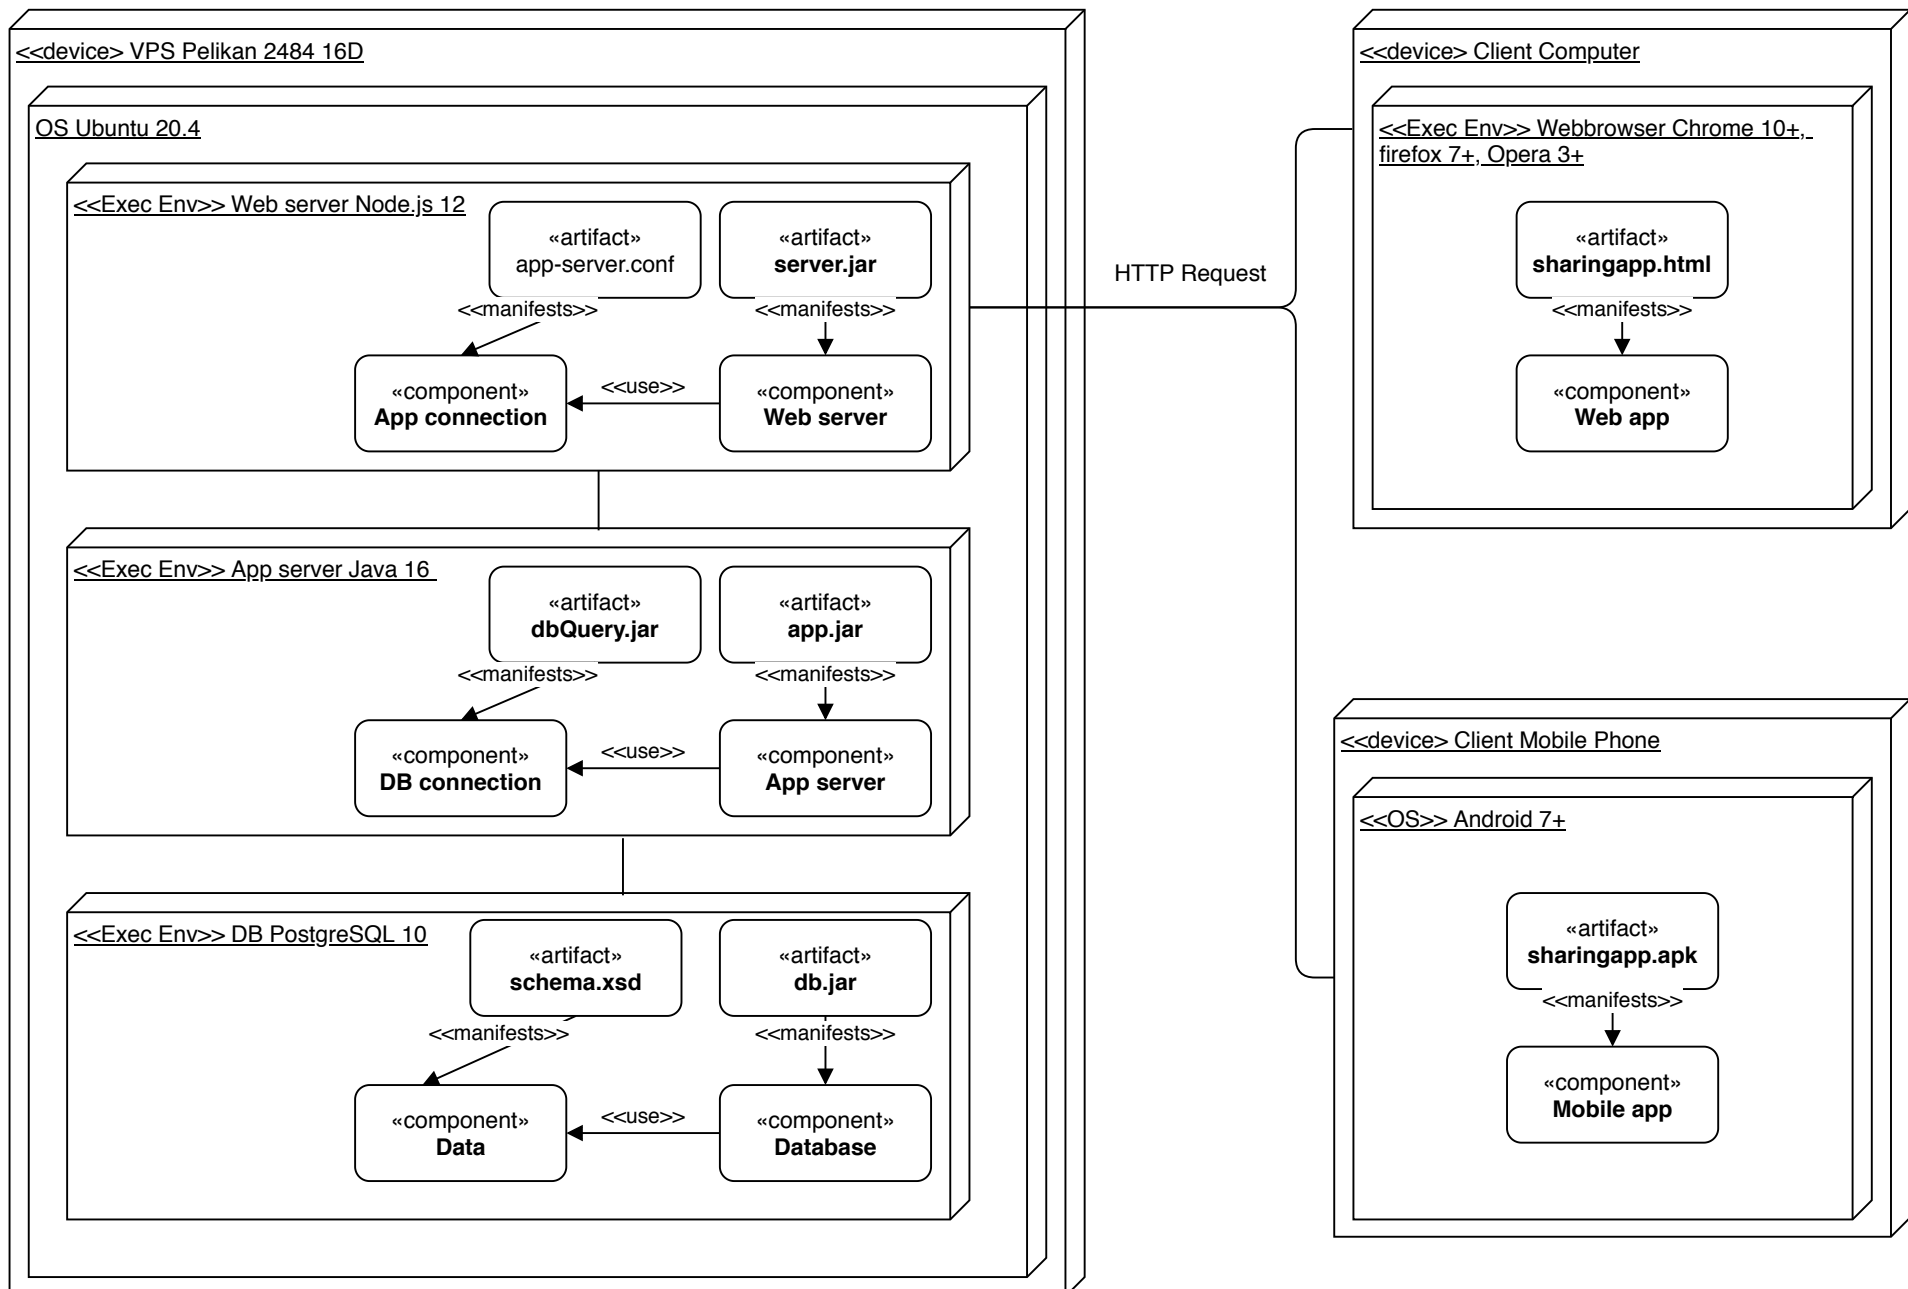 <<device> VPS Pelikan 2484 16D
OS Ubuntu 20.4
<<Exec Env>> Web server Node.js 12
«artifact»
app-server.conf
«artifact»
server.jar
<<manifests>>
<<manifests>>
«component»
App connection
<<use>>
«component»
Web server
<<Exec Env>> App server Java 16
«artifact»
dbQuery.jar
«artifact»
app.jar
<<manifests>>
<<manifests>>
«component»
DB connection
<<use>>
«component»
App server
<<Exec Env>> DB PostgreSQL 10
«artifact»
schema.xsd
«artifact»
db.jar
<<manifests>>
<<manifests>>
«component»
Data
<<use>>
«component»
Database
HTTP Request
<<device> Client Computer
<<Exec Env>> Webbrowser Chrome 10+,
firefox 7+, Opera 3+
«artifact»
sharingapp.html
<<manifests>>
«component»
Web app
<<device> Client Mobile Phone
<<OS>> Android 7+
«artifact»
sharingapp.apk
<<manifests>>
«component»
Mobile app